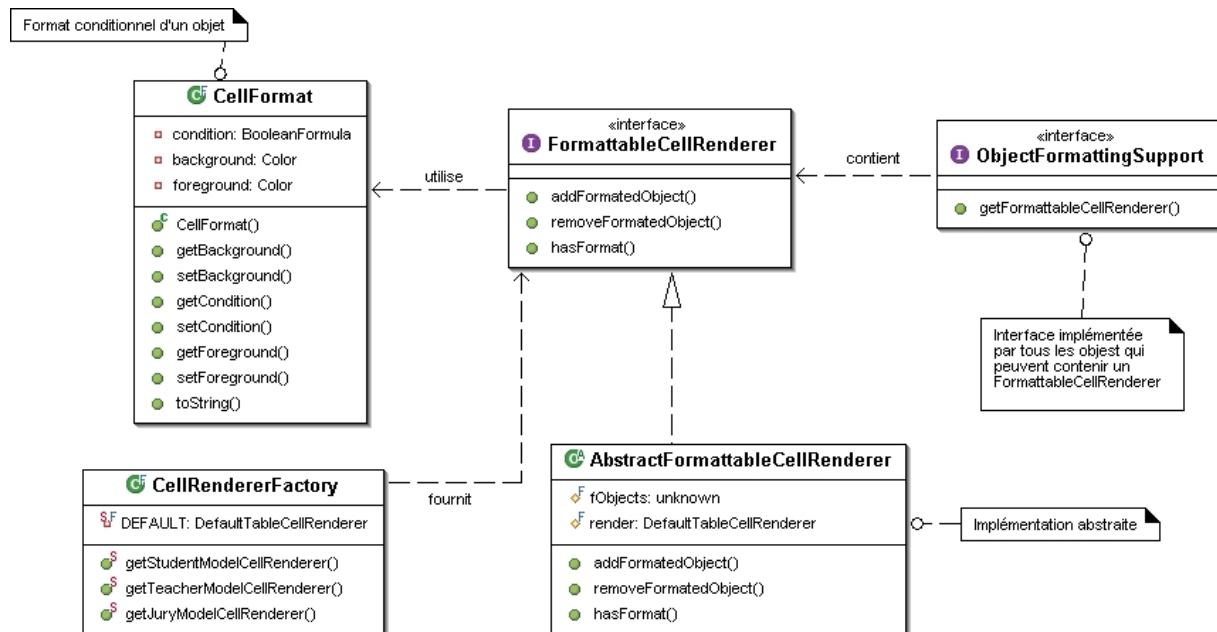 Format conditionnel d'un objet
CellFormat
condition: BooleanFormula
background: Color
foreground: Color
CellFormat()
getBackground()
setBackground()
getCondition()
setCondition()
getForeground()
setForeground()
toString()
utilise
«interface»
FormattableCellRenderer
addFormatedObject()
removeFormatedObject()
hasFormat()
contient
«interface»
ObjectFormattingSupport
getFormattableCellRenderer()
Interface implémentée
par tous les objest qui
peuvent contenir un
FormattableCellRenderer
CellRendererFactory
DEFAULT: DefaultTableCellRenderer
getStudentModelCellRenderer()
getTeacherModelCellRenderer()
getJuryModelCellRenderer()
fournit
AbstractFormattableCellRenderer
fObjects: unknown
render: DefaultTableCellRenderer
addFormatedObject()
removeFormatedObject()
hasFormat()
Implémentation abstraite